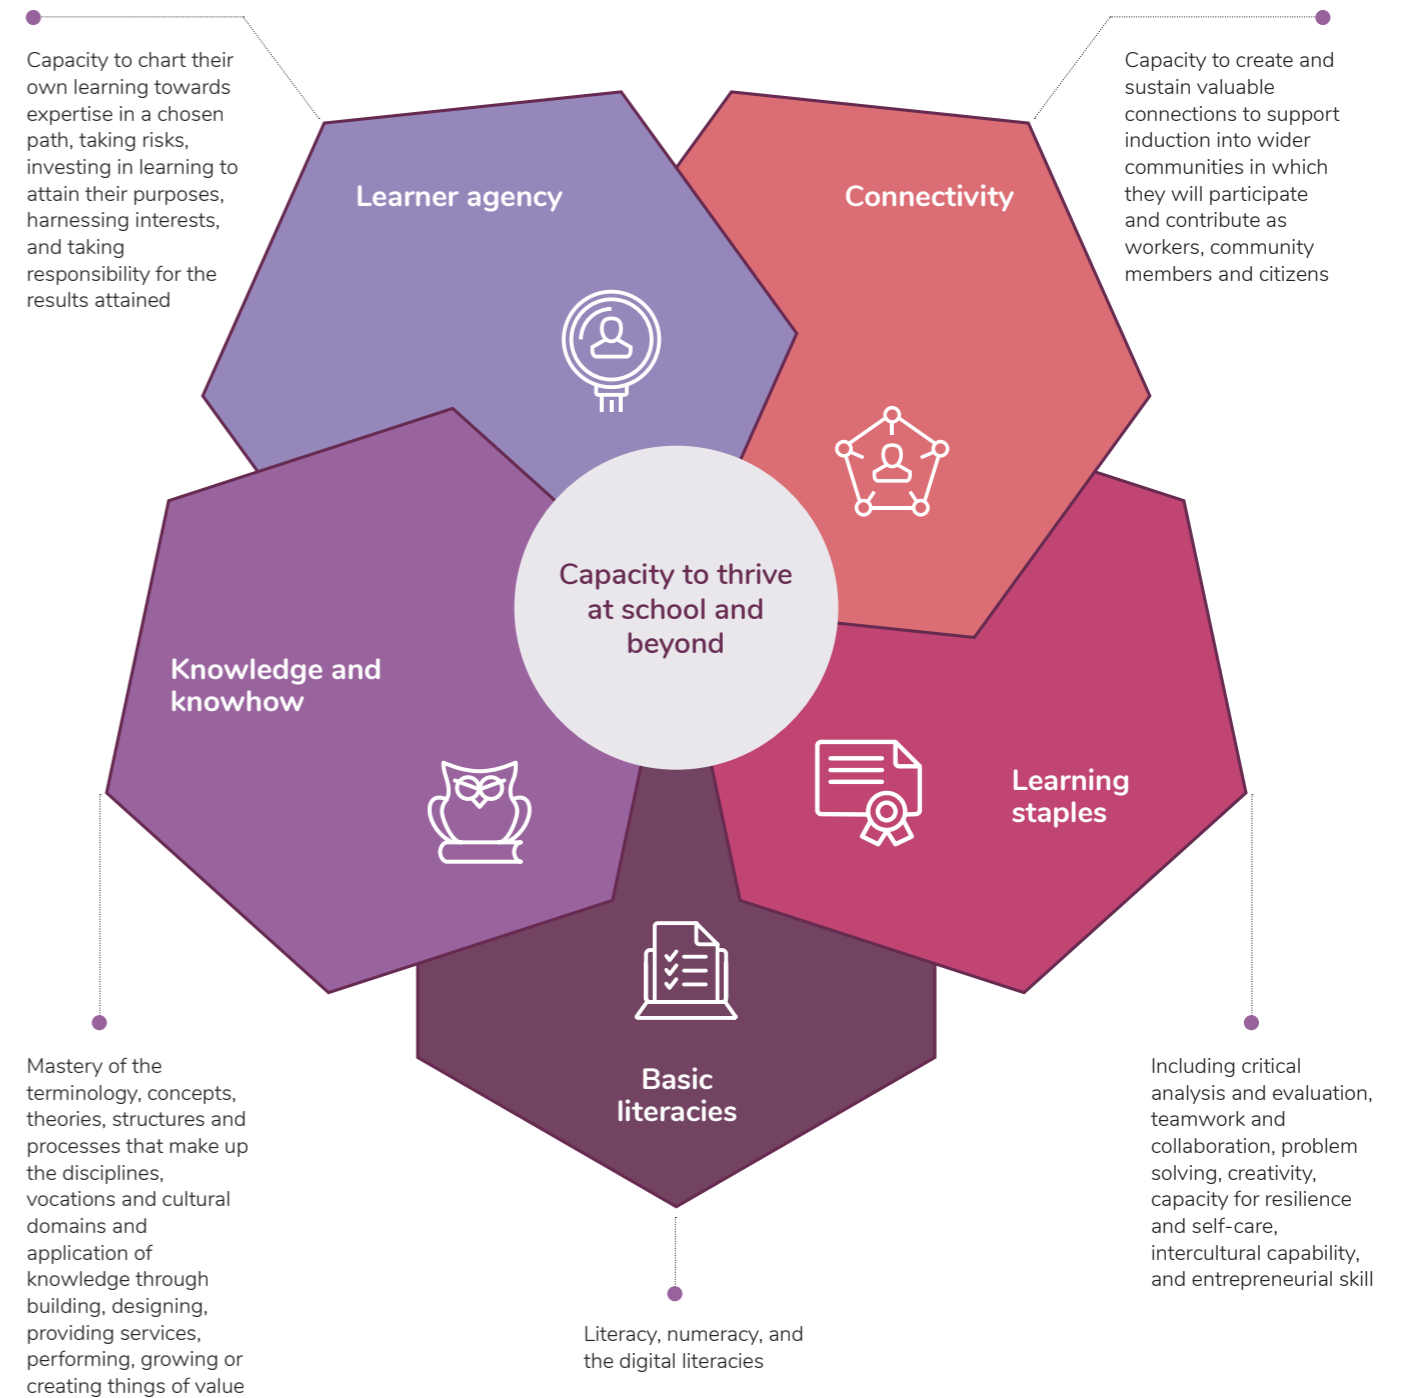 Capacity to chart their
own learning towards
expertise in a chosen
path, taking risks,
investing in learning to
attain their purposes,
harnessing interests,
and taking
responsibility for the
results attained
Capacity to create and
sustain valuable
connections to support
induction into wider
communities in which
they will participate
and contribute as
workers, community
members and citizens
Learner agency
Connectivity
Capacity to thrive
at school and
beyond
Knowledge and
knowhow
Learning
staples
Basic
literacies
Mastery of the
terminology, concepts,
theories, structures and
processes that make up
the disciplines,
vocations and cultural
domains and
application of
knowledge through
building, designing,
providing services,
performing, growing or
creating things of value
Literacy, numeracy, and
the digital literacies
Including critical
analysis and evaluation,
teamwork and
collaboration, problem
solving, creativity,
capacity for resilience
and self-care,
intercultural capability,
and entrepreneurial skill